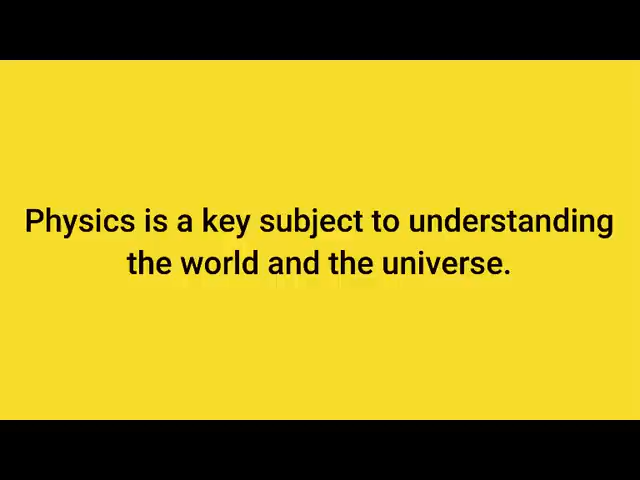 Physics is a key subject to understanding
the world and the universe.